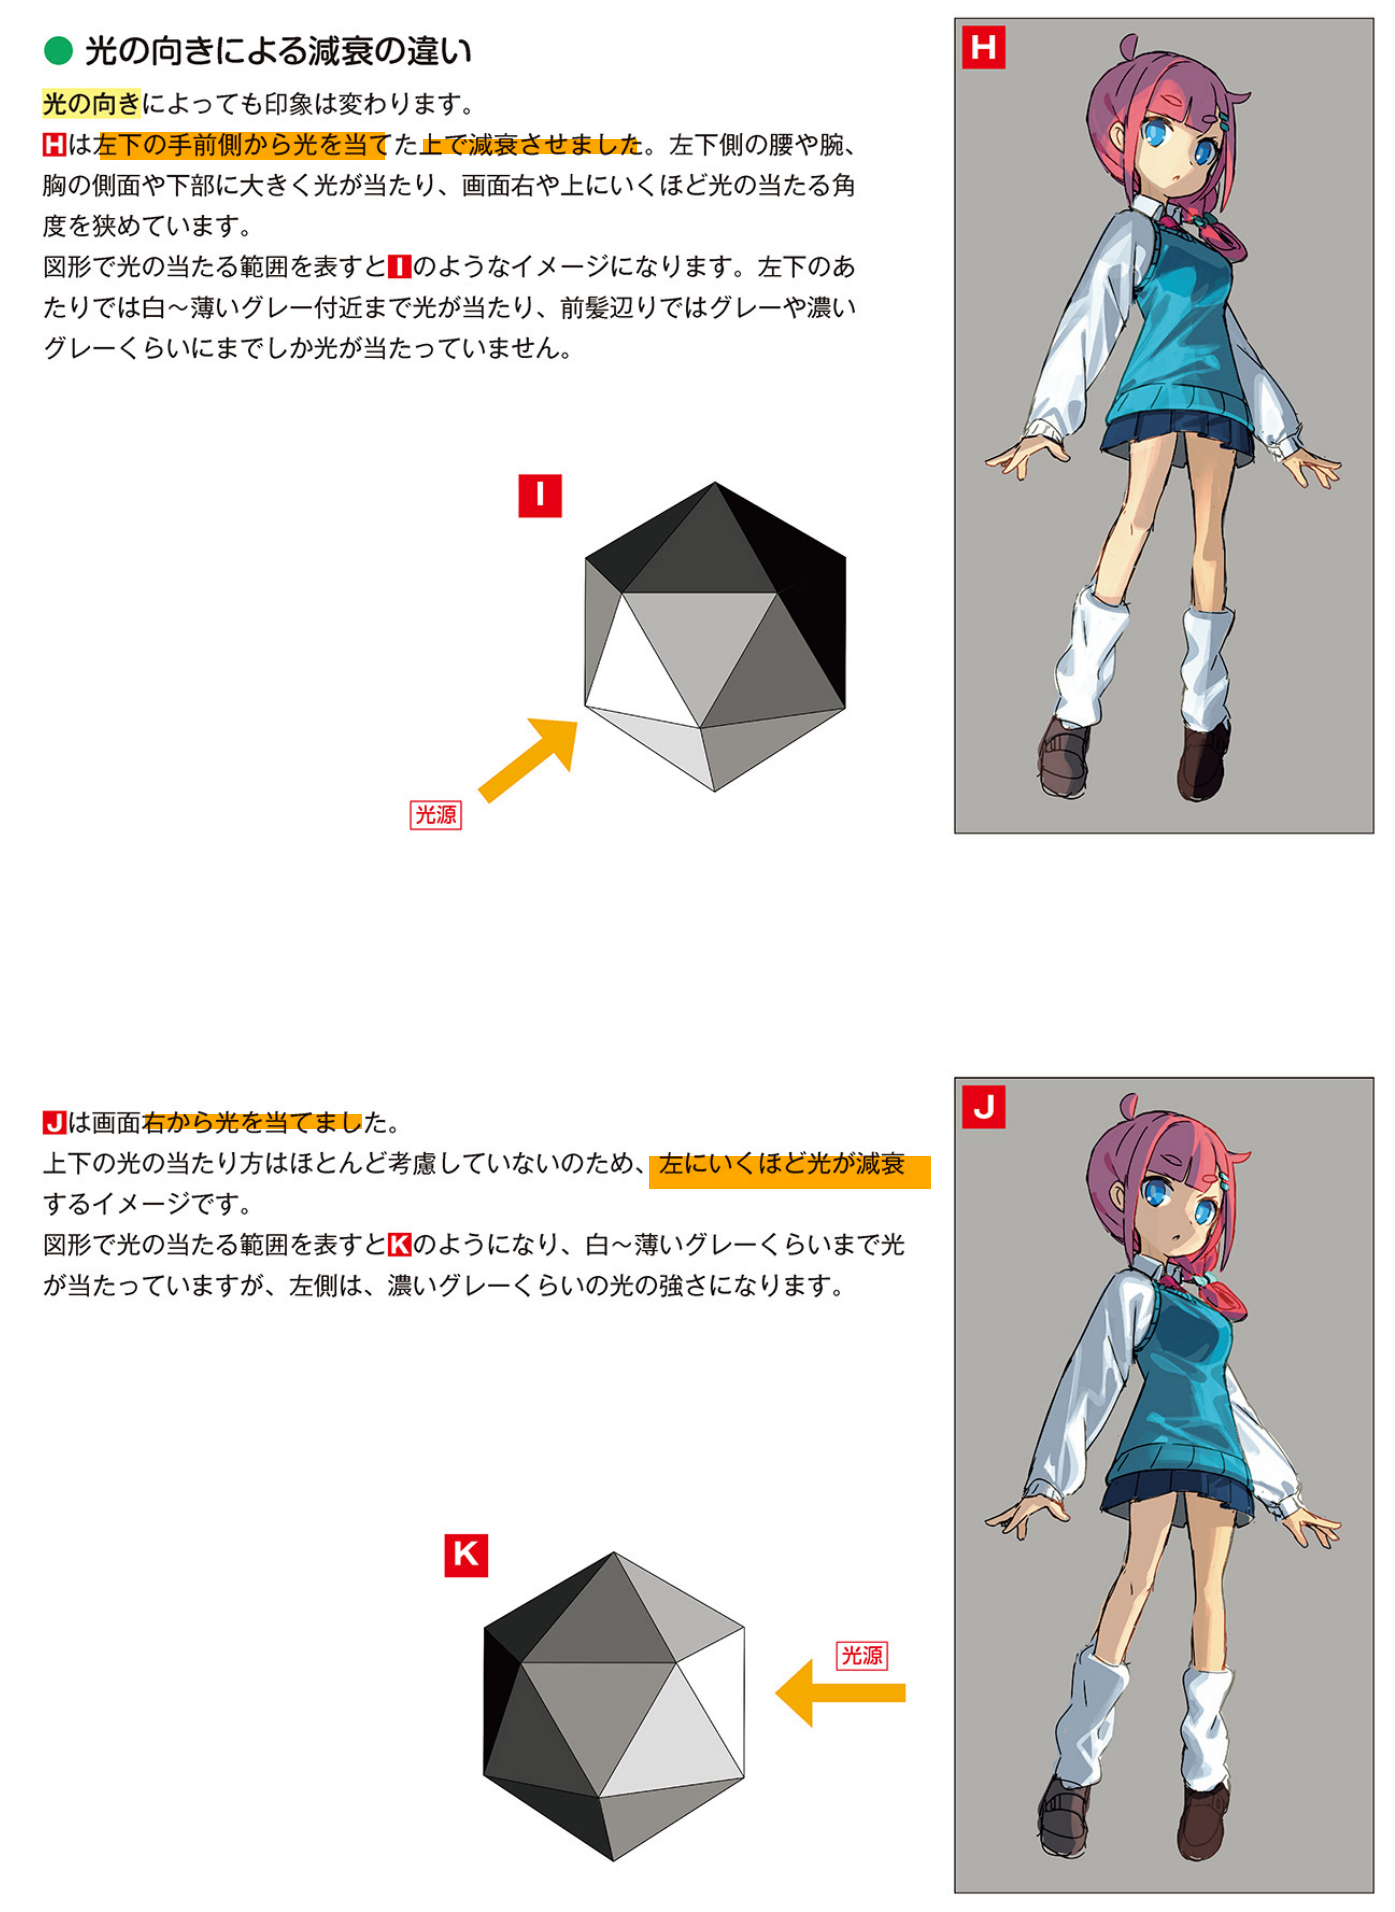 ● 光の向きによる減衰の違い
光の向きによっても印象は変わります。
Hは左下の手前側から光を当てた上で減衰させました。左下側の腰や腕、
胸の側面や下部に大きく光が当たり、画面右や上にいくほど光の当たる角
度を狭めています。
図形で光の当たる範囲を表すとIのようなイメージになります。左下のあ
たりでは白～薄いグレー付近まで光が当たり、前髪辺りではグレーや濃い
グレーくらいにまでしか光が当たっていません。
H
I
光源
Jは画面右から光を当てました。
上下の光の当たり方はほとんど考慮していないのため、左にいくほど光が減衰
するイメージです。
図形で光の当たる範囲を表すとKのようになり、白～薄いグレーくらいまで光
が当たっていますが、左側は、濃いグレーくらいの光の強さになります。
J
K
光源